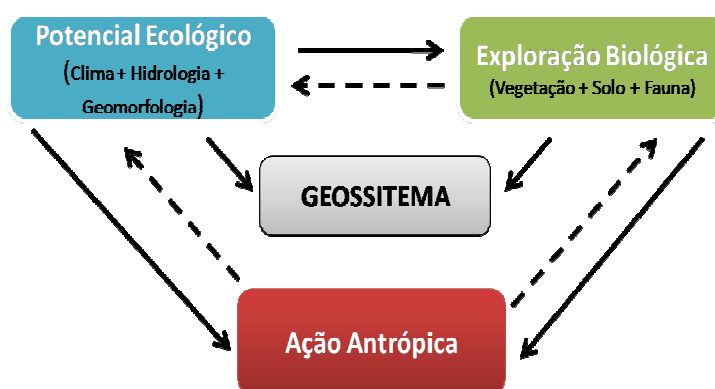 Potencial Ecológico
(Clima + Hidrologia +
Geomorfologia)
Exploração Biológica
(Vegetação + Solo + Fauna)
GEOSSITEMA
Ação Antrópica